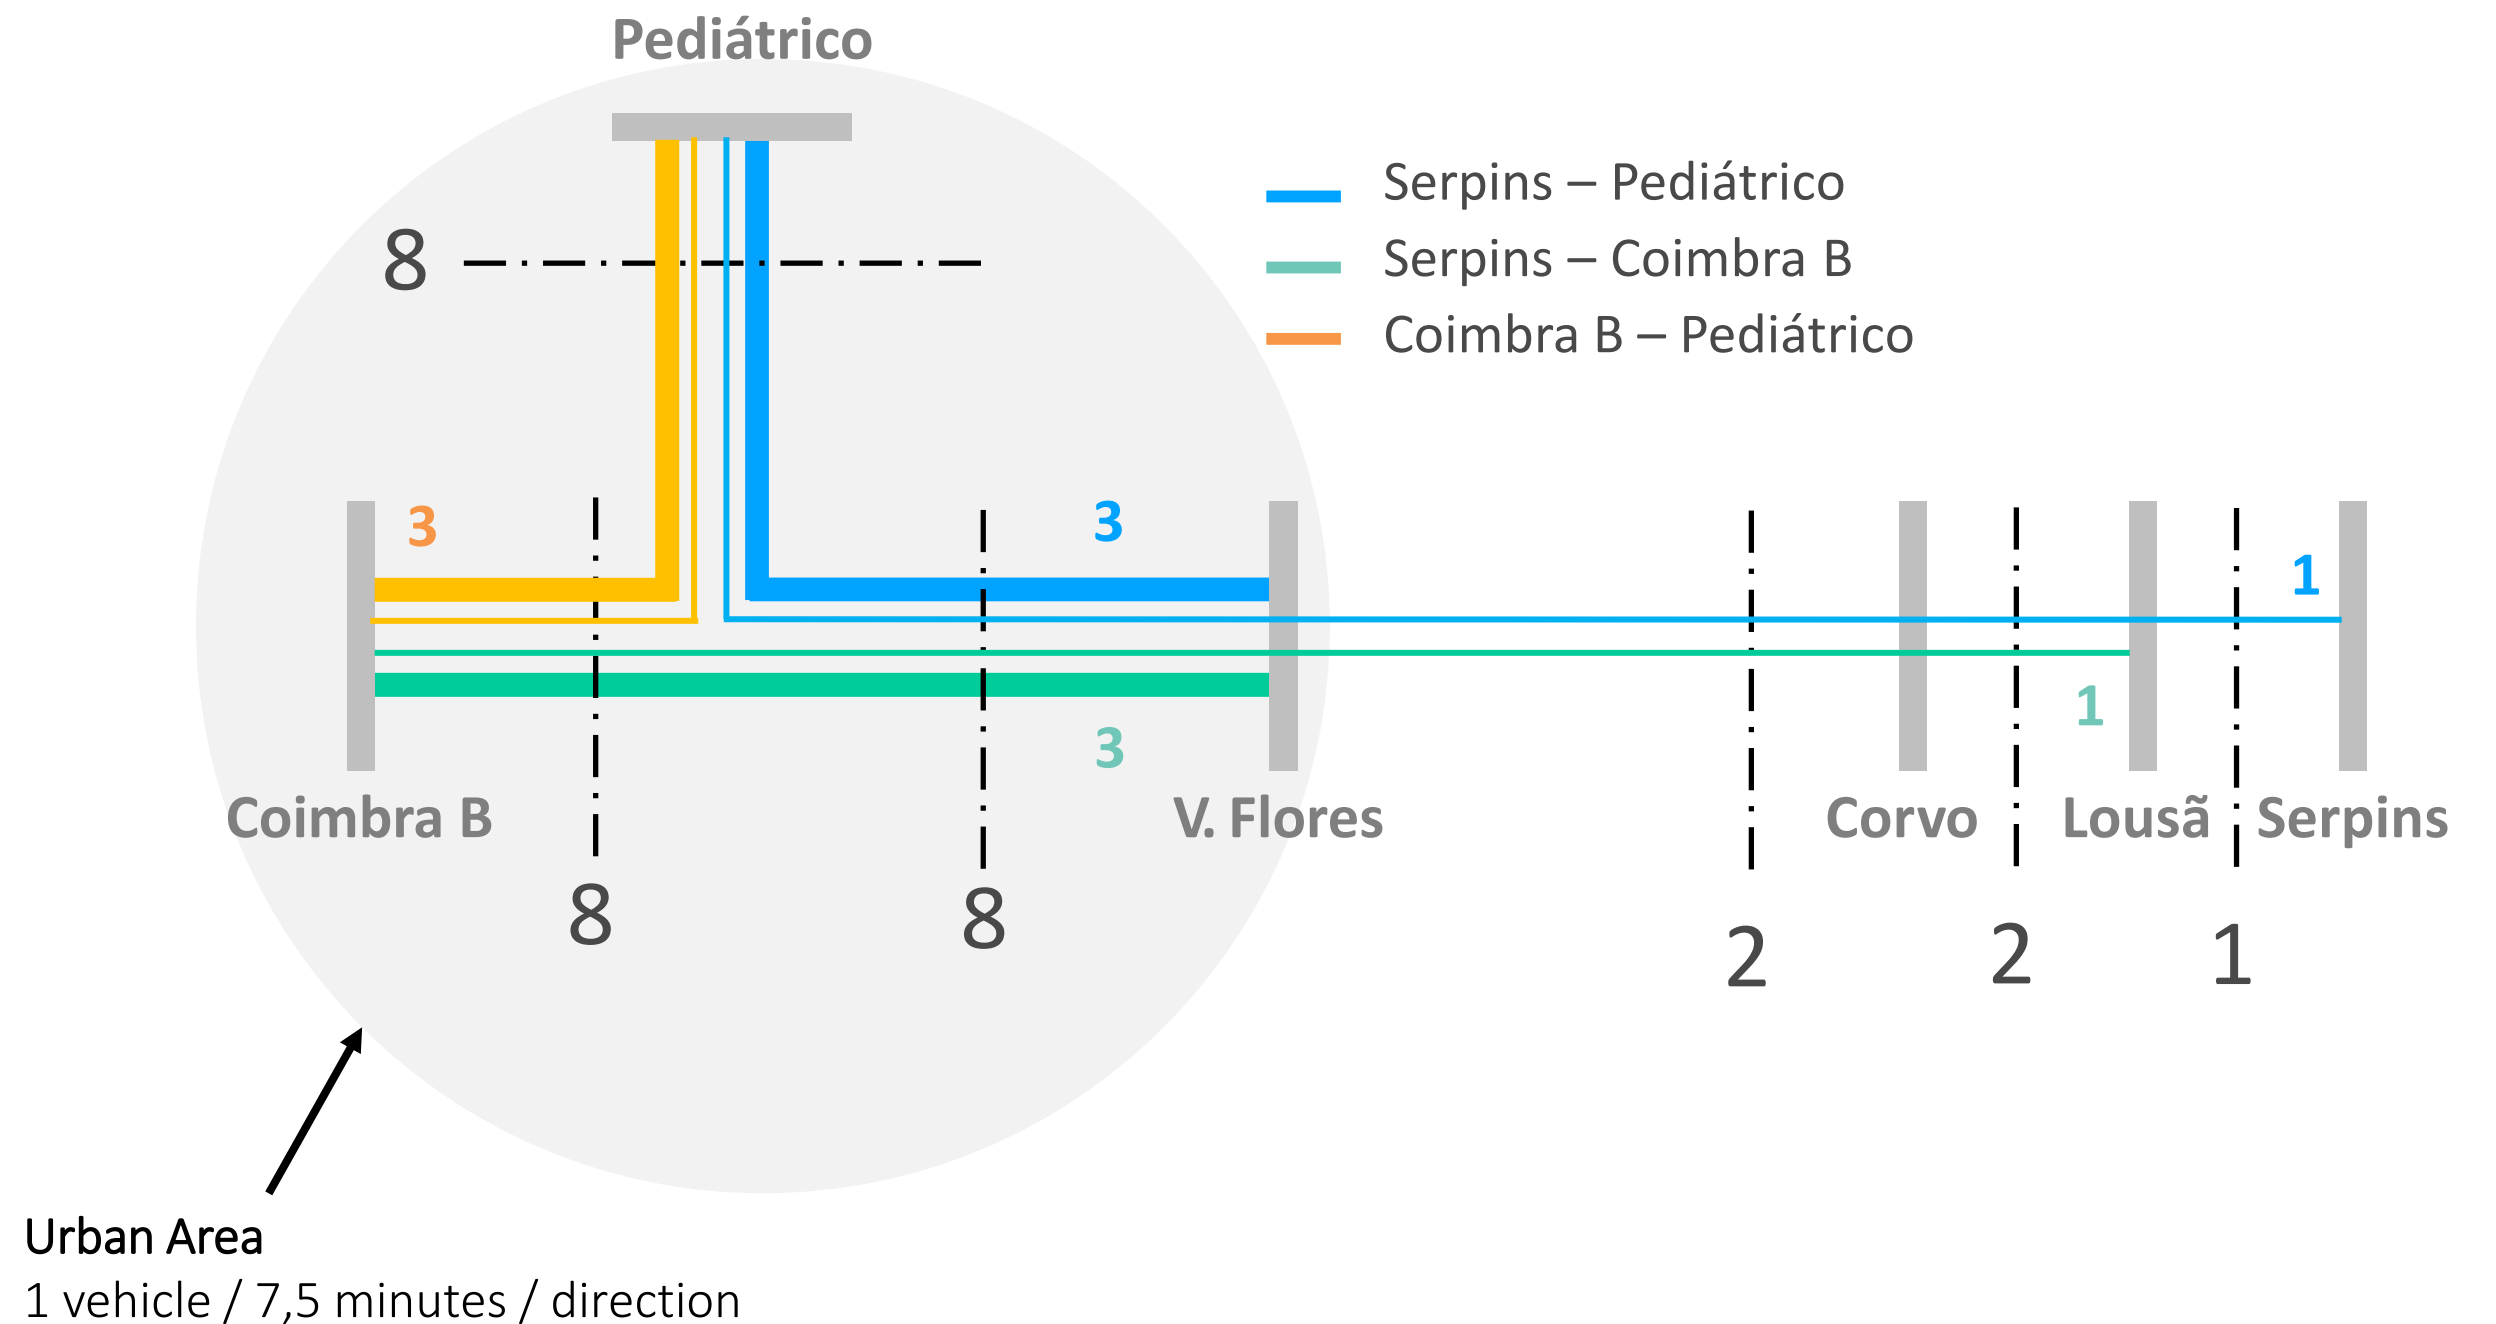 Pediátrico
Serpins – Pediátrico
8
Serpins – Coimbra B
Coimbra B – Pediátrico
3
3
1
1
3
Coimbra B
V. Flores
Corvo
Lousã
Serpins
8
8
2
2
1
Urban Area
1 vehicle / 7,5 minutes / direction